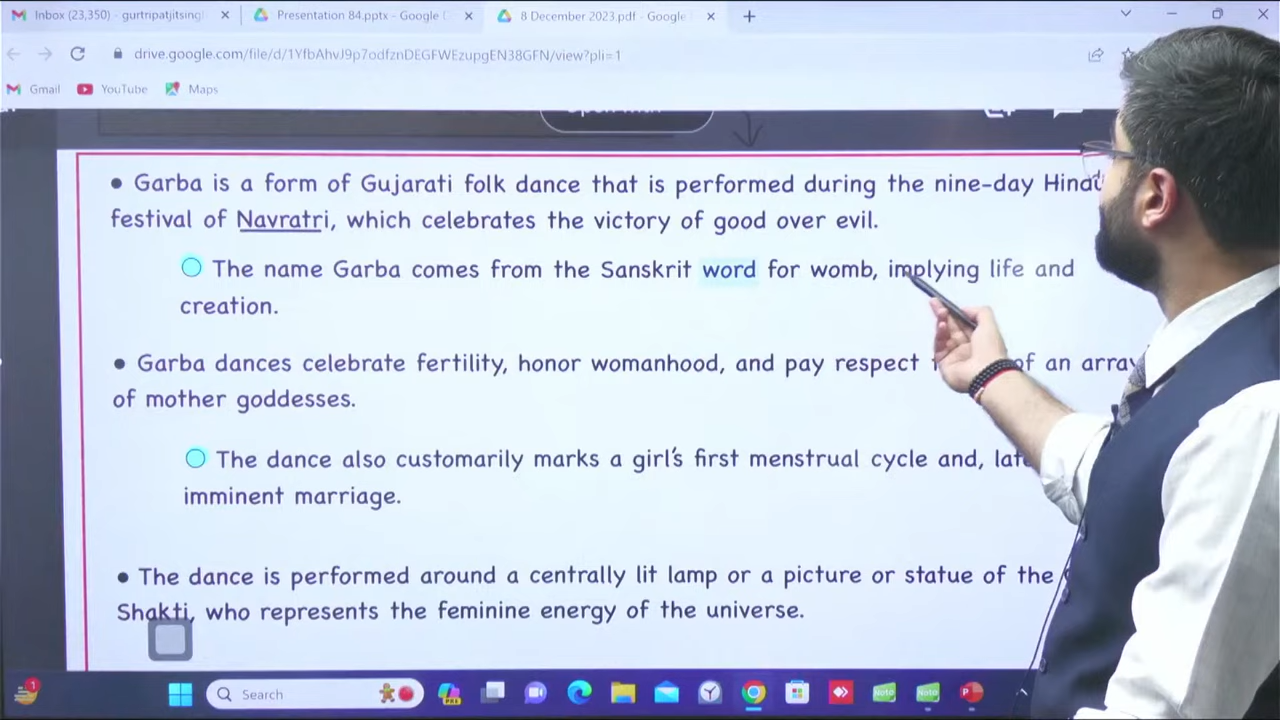 Inbox (23,350) - gurtripatjitsing
Presentation 84.pptx - Google
8 December 2023.pdf - Google
drive.google.com/file/d/1YfbAhvJ9p7odfznDEGFWEzupgEN38GFN/view?pli=1
Gmail YouTube Maps
• Garba is a form of Gujarati folk dance that is performed during the nine-day Hindu
festival of Navratri, which celebrates the victory of good over evil.
The name Garba comes from the Sanskrit word for womb, implying life and
creation.
• Garba dances celebrate fertility, honor womanhood, and pay respect of an array
of mother goddesses.
The dance also customarily marks a girl's first menstrual cycle and,
imminent marriage.
• The dance is performed around a centrally lit lamp or a picture or statue of the
Shakti, who represents the feminine energy of the universe.
1
Search
PRE
Note
Note